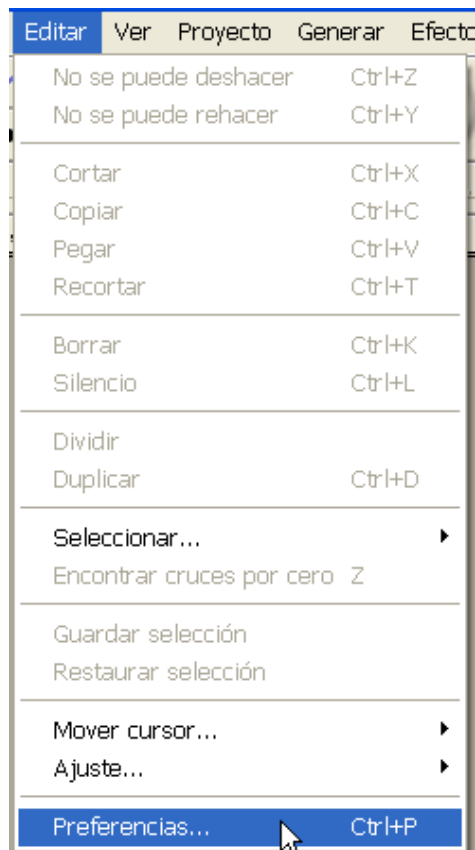 Editar Ver Proyecto Generar Efecto
No se puede deshacer Ctrl+Z
No se puede rehacer Ctrl+Y
Cortar Ctrl+X
Copiar Ctrl+C
Pegar Ctrl+V
Recortar Ctrl+T
Borrar Ctrl+K
Silencio Ctrl+L
Dividir
Duplicar Ctrl+D
Seleccionar...
Encontrar cruces por cero Z
Guardar selección
Restaurar selección
Mover cursor...
Ajuste...
Preferencias... Ctrl+P